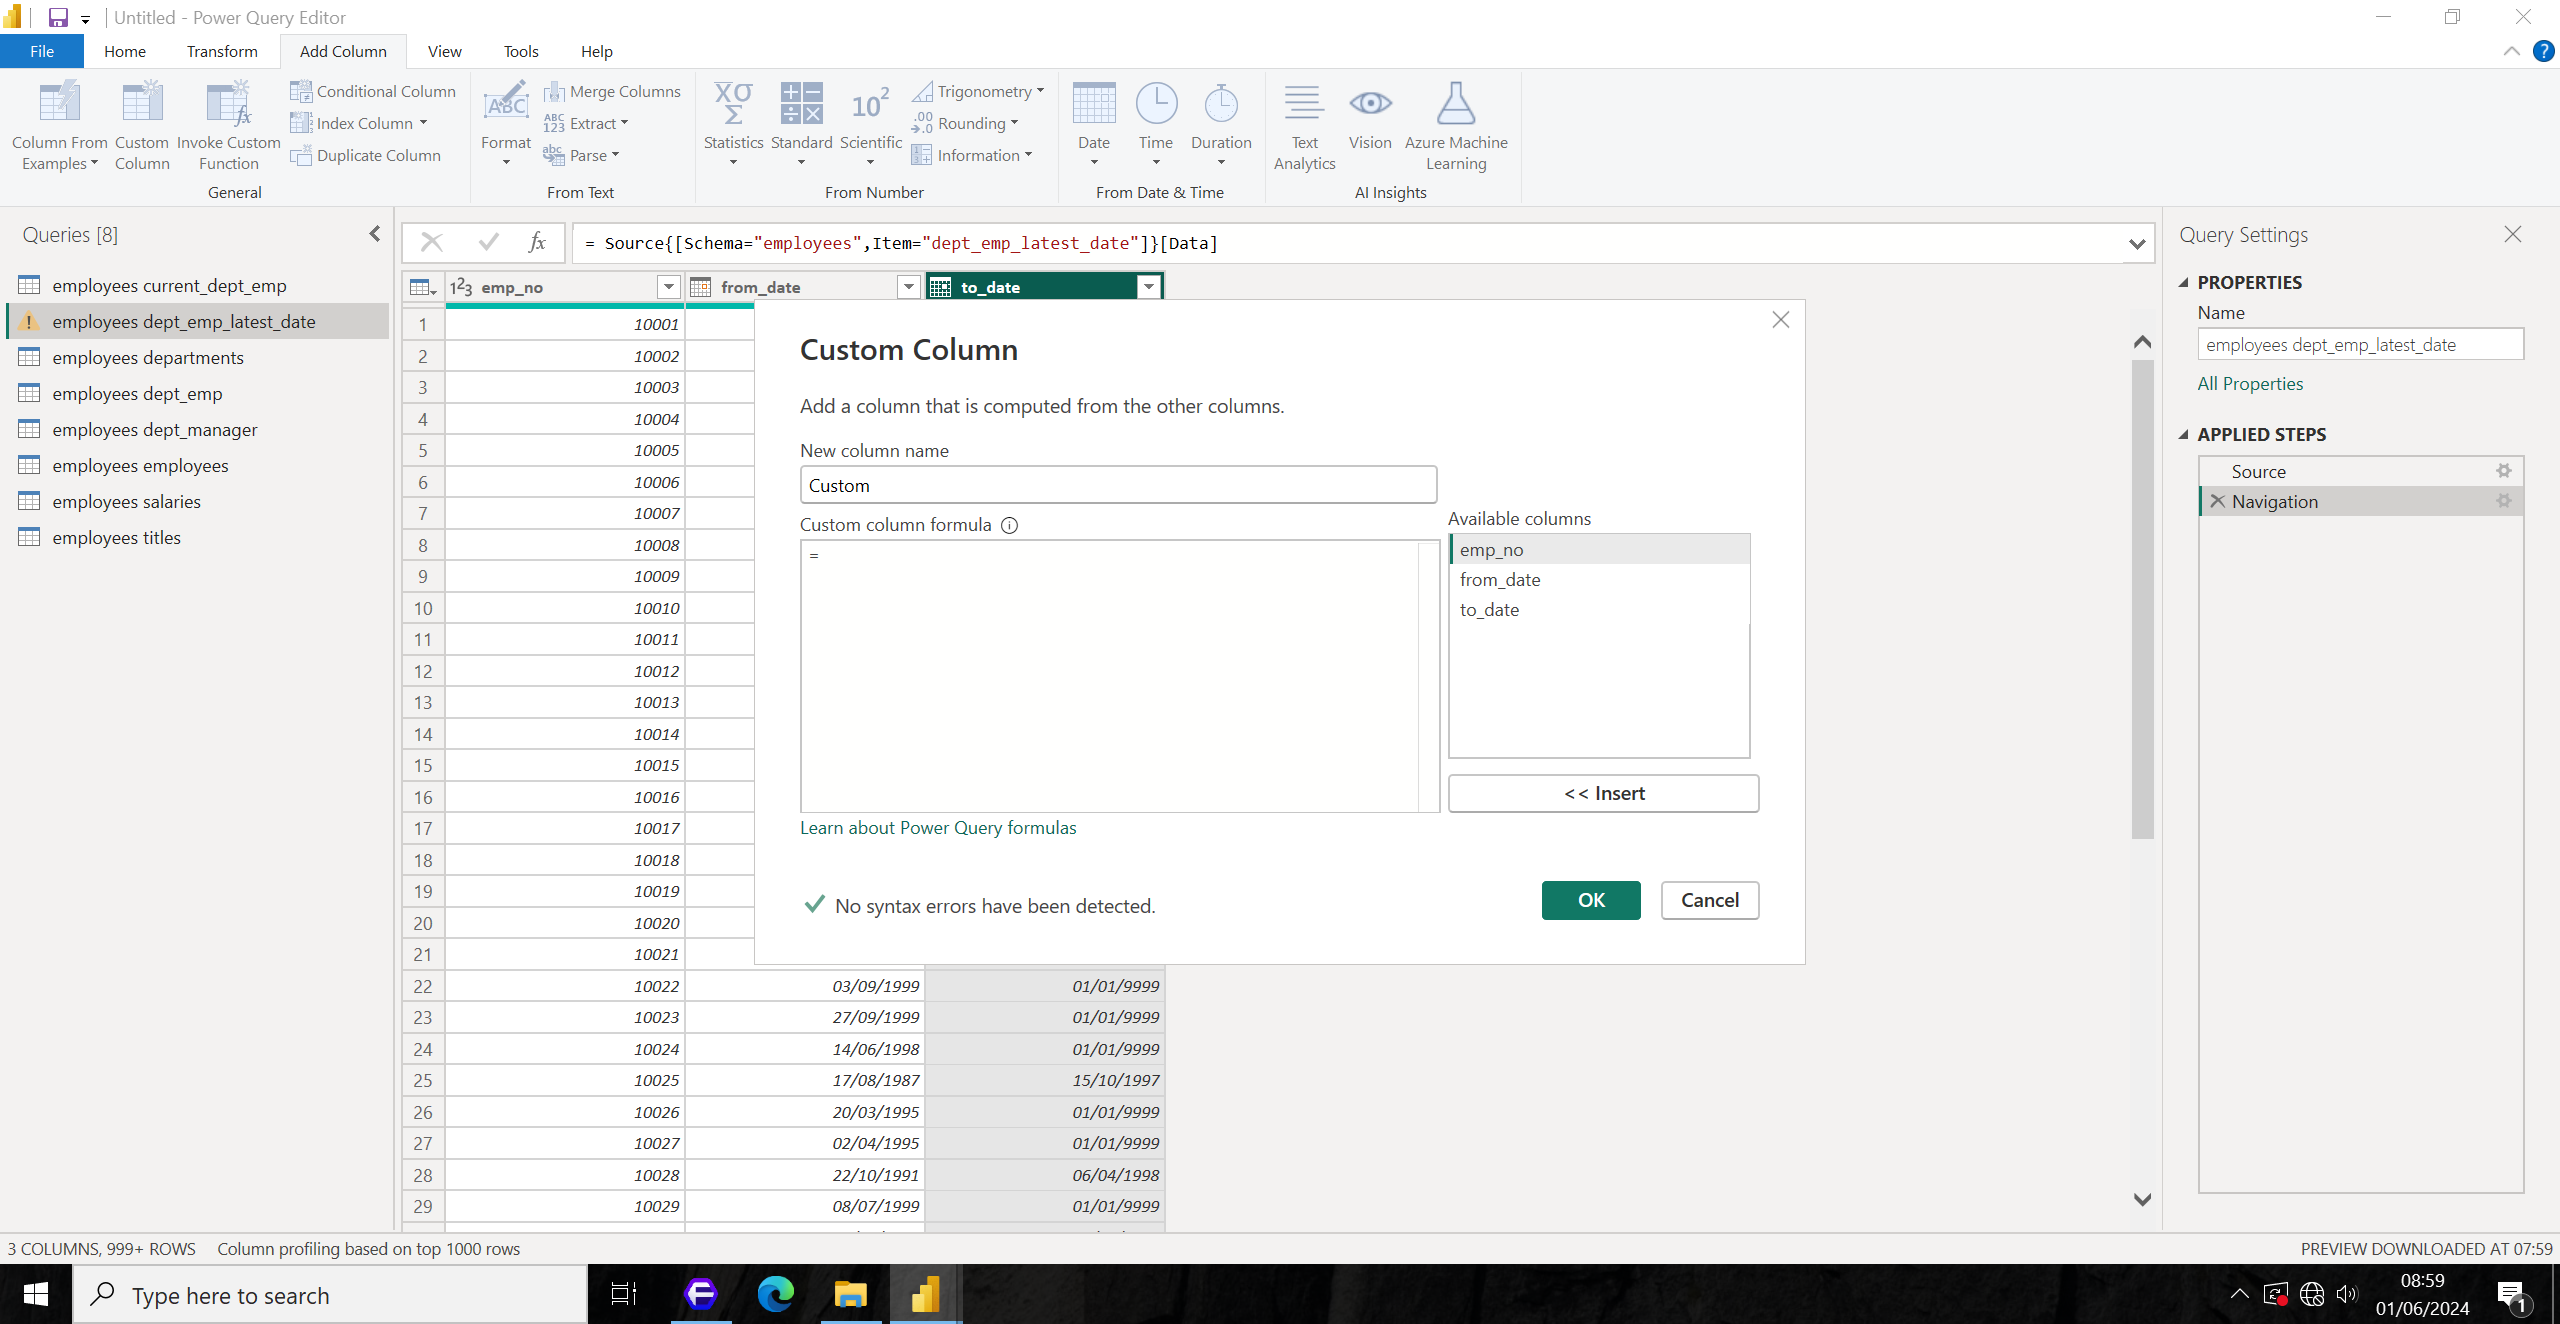 Untitled - Power Query Editor
File
Home
Transform
Add Column
View
Tools
Help
Column From Examples
Custom Column
Invoke Custom Function
Conditional Column
Index Column
Duplicate Column
General
Format
Merge Columns
Extract
Parse
From Text
Statistics
Standard
Scientific
Trigonometry
Rounding
Information
From Number
Date
Time
Duration
From Date & Time
Text Analytics
Vision
Azure Machine Learning
AI Insights
Queries [8]
employees current_dept_emp
employees dept_emp_latest_date
employees departments
employees dept_emp
employees dept_manager
employees employees
employees salaries
employees titles
= Source{[Schema="employees",Item="dept_emp_latest_date"]}[Data]
emp_no from_date to_date
1 10001
2 10002
3 10003
4 10004
5 10005
6 10006
7 10007
8 10008
9 10009
10 10010
11 10011
12 10012
13 10013
14 10014
15 10015
16 10016
17 10017
18 10018
19 10019
20 10020
21 10021
22 10022 03/09/1999 01/01/9999
23 10023 27/09/1999 01/01/9999
24 10024 14/06/1998 01/01/9999
25 10025 17/08/1987 15/10/1997
26 10026 20/03/1995 01/01/9999
27 10027 02/04/1995 01/01/9999
28 10028 22/10/1991 06/04/1998
29 10029 08/07/1999 01/01/9999
Custom Column
Add a column that is computed from the other columns.
New column name
Custom
Custom column formula
=
Available columns
emp_no
from_date
to_date
<< Insert
Learn about Power Query formulas
No syntax errors have been detected.
OK
Cancel
Query Settings
PROPERTIES
Name
employees dept_emp_latest_date
All Properties
APPLIED STEPS
Source
Navigation
3 COLUMNS, 999+ ROWS
Column profiling based on top 1000 rows
PREVIEW DOWNLOADED AT 07:59
Type here to search
08:59
01/06/2024
1